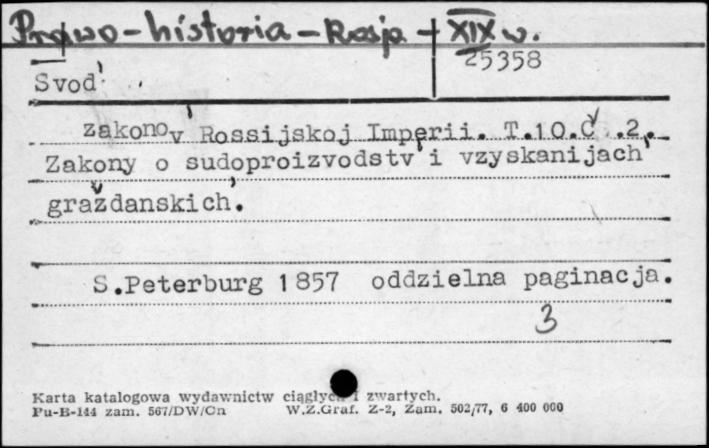 Prawo - historia - Rosja - XIX w.
25358
Svod'
zakonov' Rossijskoj Imperii. T.10.Č.2.
Zakony o sudoproizvodstv' i vzyskanijach'
graždanskich'.
S.Peterburg 1857 oddzielna paginacja.
3
Karta katalogowa wydawnictw ciągłych i zwartych.
Pu-B-144 zam. 567/DW/Cn W.Z.Graf. Z-2, Zam. 502/77, 6 400 000